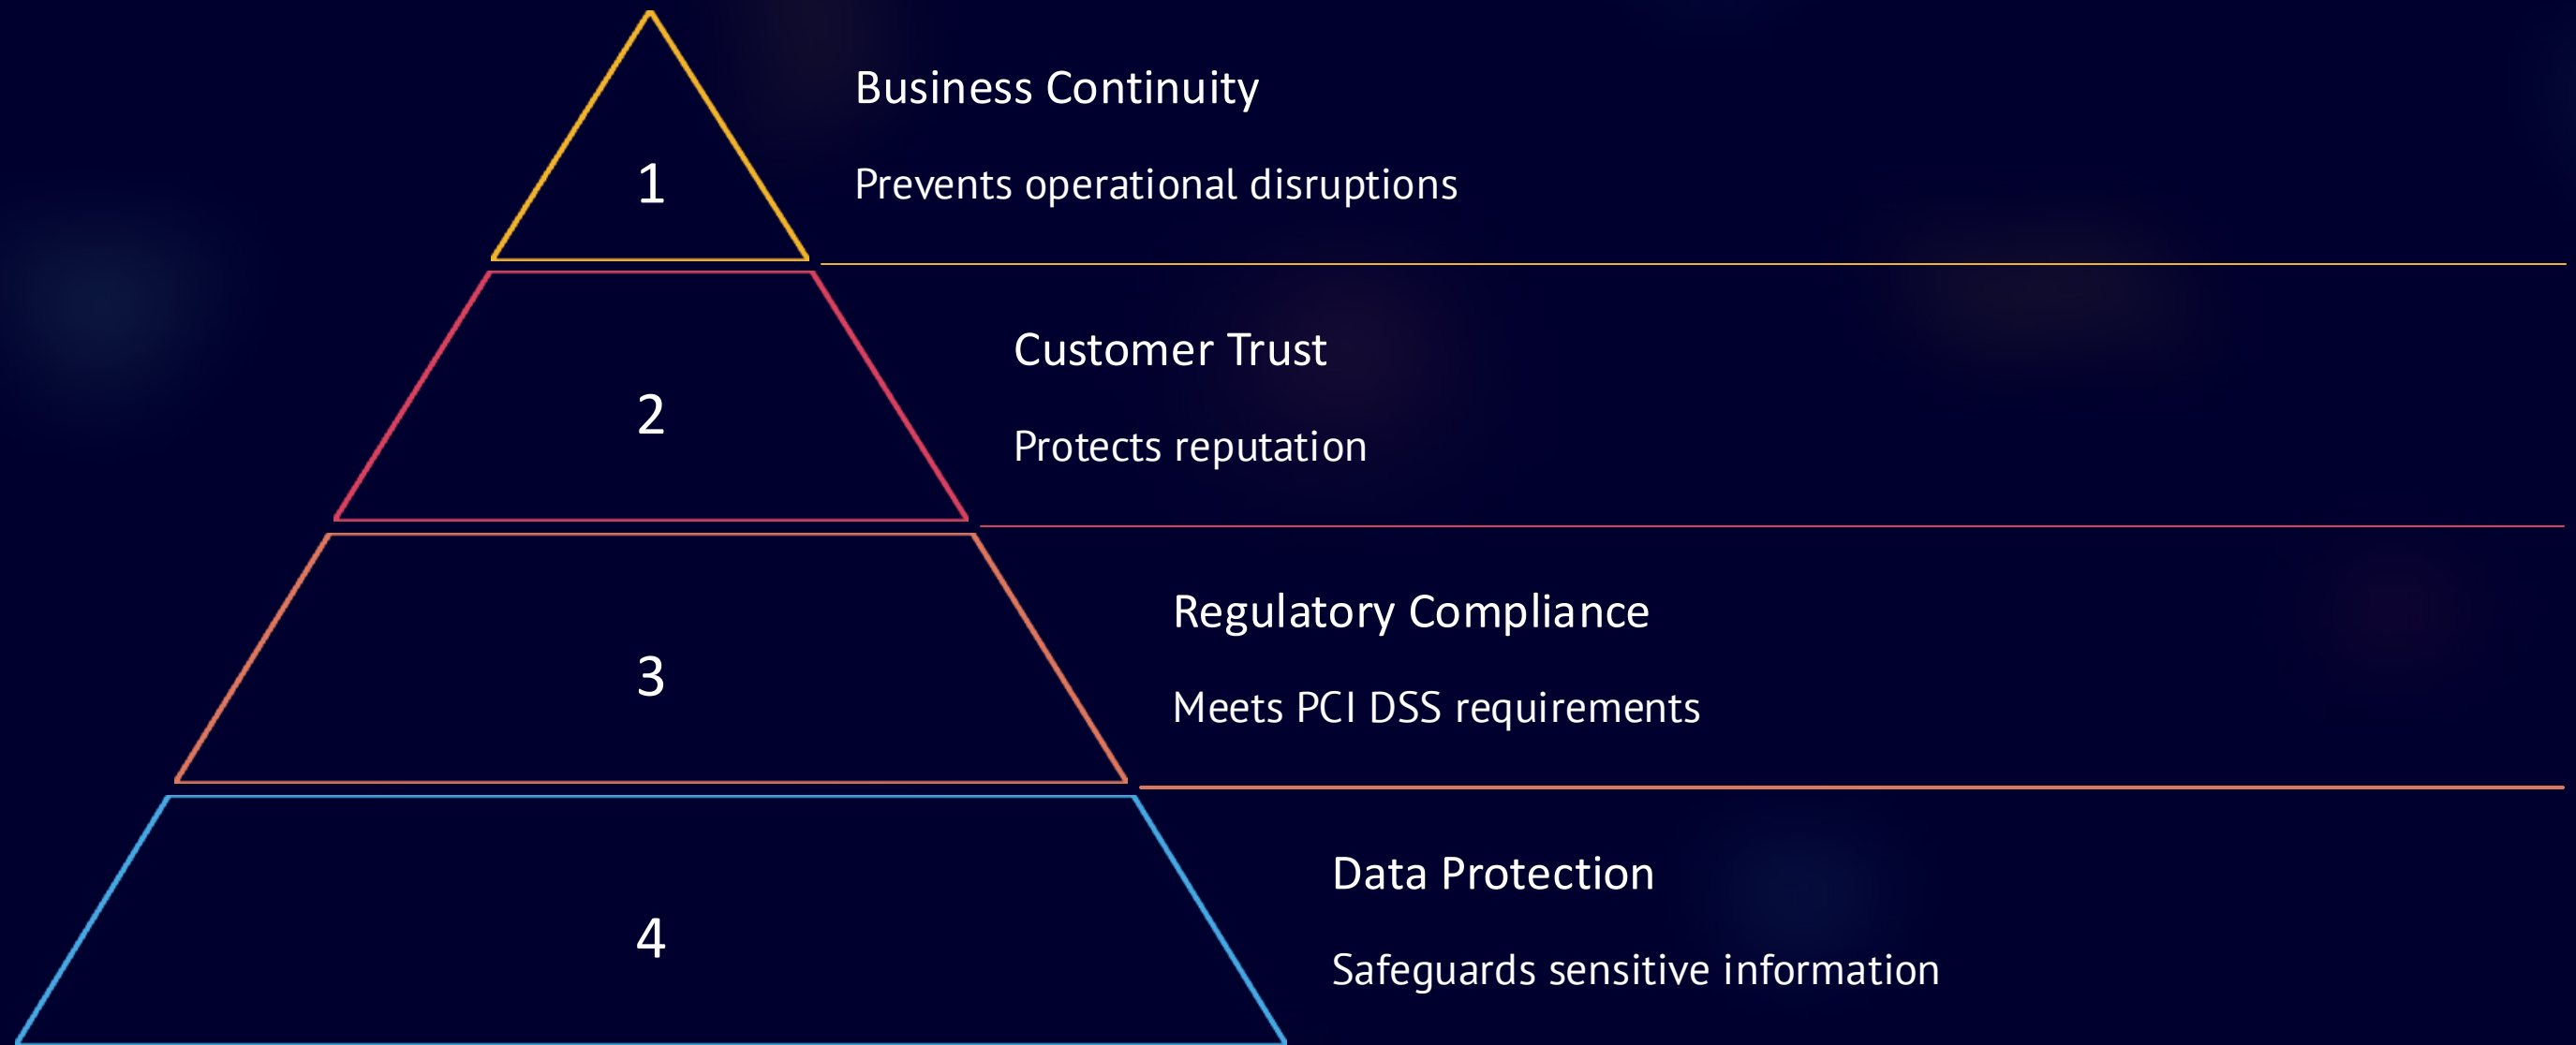 Business Continuity
1
Prevents operational disruptions
Customer Trust
2
Protects reputation
Regulatory Compliance
3
Meets PCI DSS requirements
Data Protection
4
Safeguards sensitive information